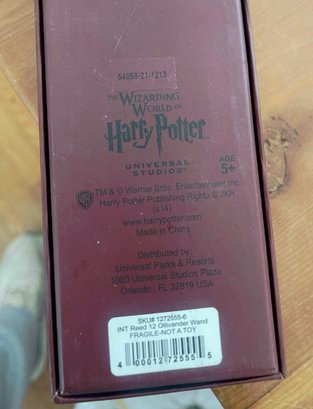 54058-21-1213
THE WIZARDING
WORLD OF
Harry Potter
UNIVERSAL
STUDIOS
AGE
5+
TM & © Warner Bros. Entertainment Inc.
Harry Potter Publishing Rights © JKR.
(s14)
www.harrypotter.com
Made in China
Distributed by:
Universal Parks & Resorts
1000 Universal Studios Plaza
Orlando, FL 32819 USA
SKU# 1272555-6
INT Reed 12 Ollivander Wand
FRAGILE-NOT A TOY
4 00012 72555 5